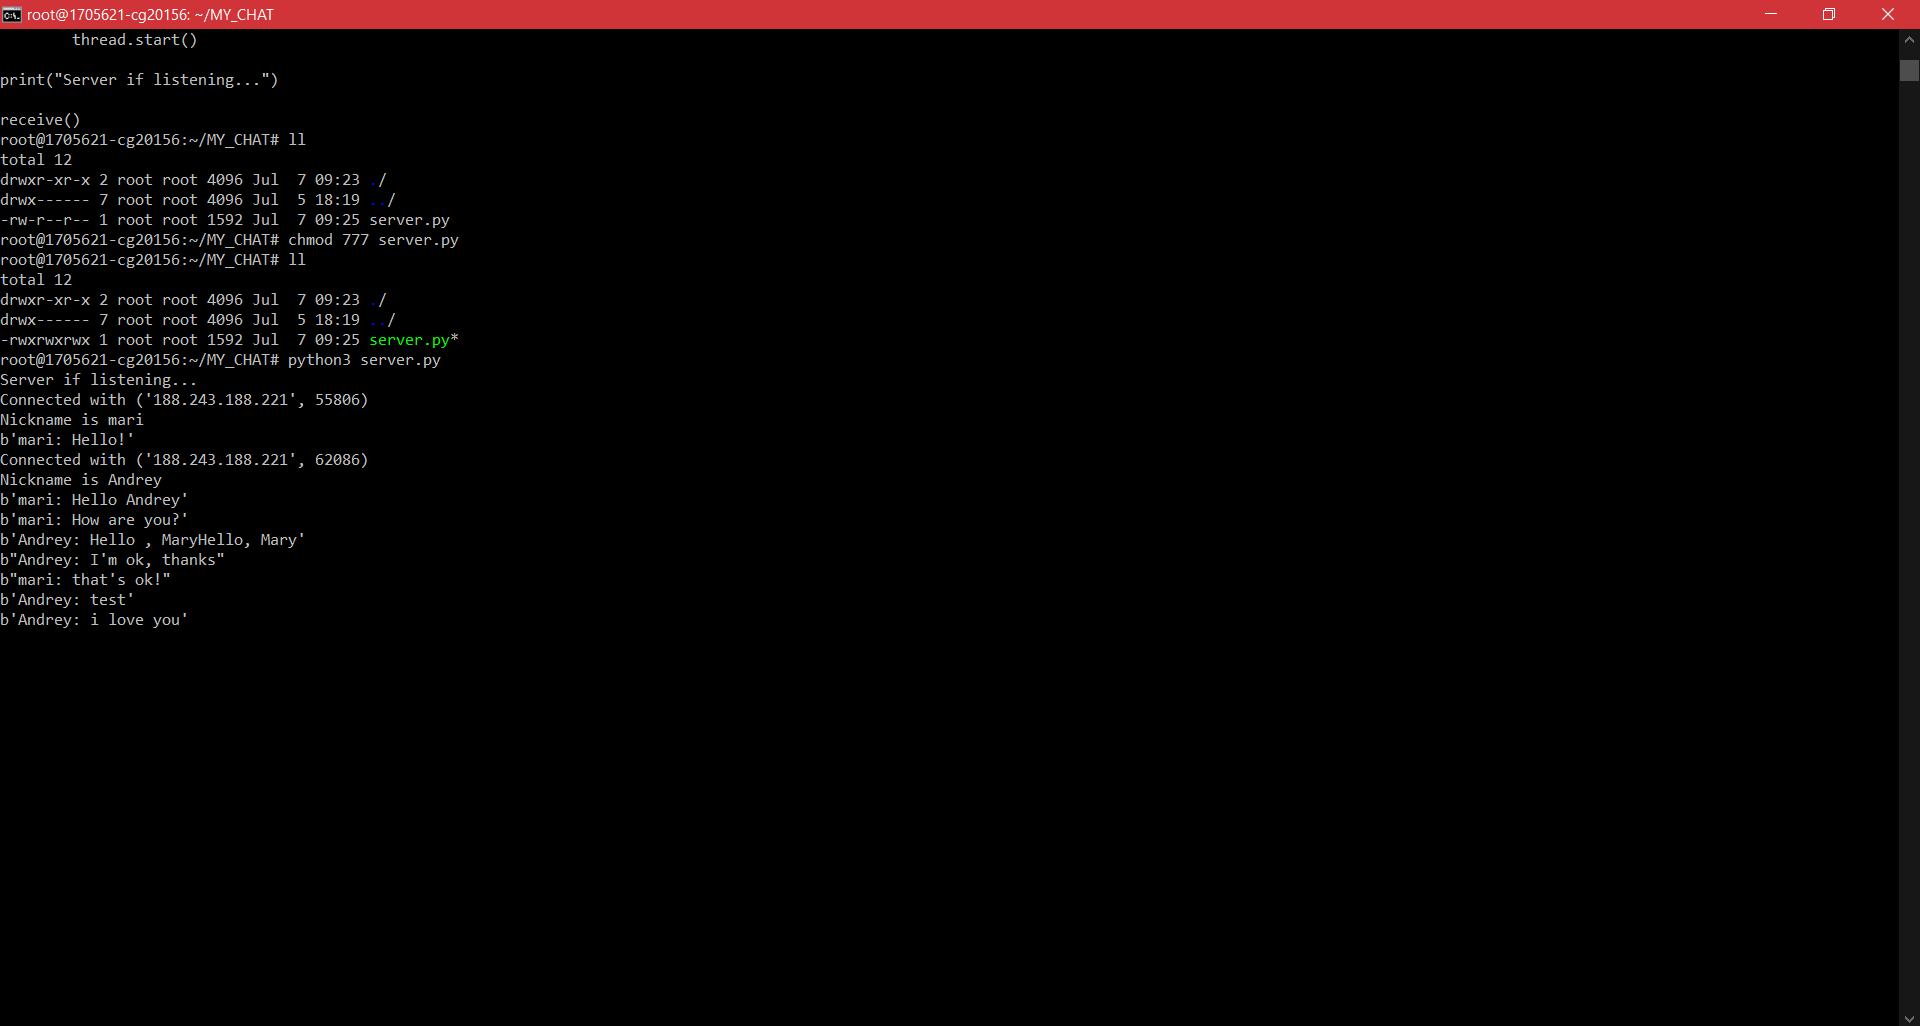 root@1705621-cg20156: ~/MY_CHAT
thread.start()
print("Server if listening...")
receive()
root@1705621-cg20156:~/MY_CHAT# ll
total 12
drwxr-xr-x 2 root root 4096 Jul  7 09:23 ./
drwx------ 7 root root 4096 Jul  5 18:19 ../
-rw-r--r-- 1 root root 1592 Jul  7 09:25 server.py
root@1705621-cg20156:~/MY_CHAT# chmod 777 server.py
root@1705621-cg20156:~/MY_CHAT# ll
total 12
drwxr-xr-x 2 root root 4096 Jul  7 09:23 ./
drwx------ 7 root root 4096 Jul  5 18:19 ../
-rwxrwxrwx 1 root root 1592 Jul  7 09:25 server.py*
root@1705621-cg20156:~/MY_CHAT# python3 server.py
Server if listening...
Connected with ('188.243.188.221', 55806)
Nickname is mari
b'mari: Hello!'
Connected with ('188.243.188.221', 62086)
Nickname is Andrey
b'mari: Hello Andrey'
b'mari: How are you?'
b'Andrey: Hello , MaryHello, Mary'
b"Andrey: I'm ok, thanks"
b"mari: that's ok!"
b'Andrey: test'
b'Andrey: i love you'